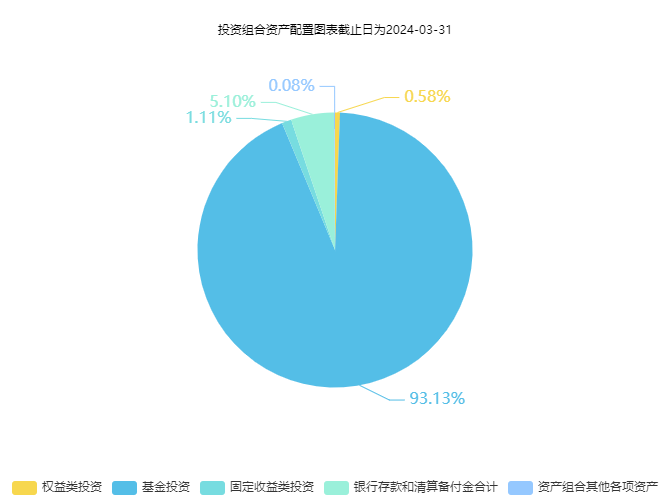 投资组合资产配置图表截止日为2024-03-31
0.08%
0.58%
5.10%
1.11%
93.13%
权益类投资 基金投资 固定收益类投资 银行存款和清算备付金合计 资产组合其他各项资产